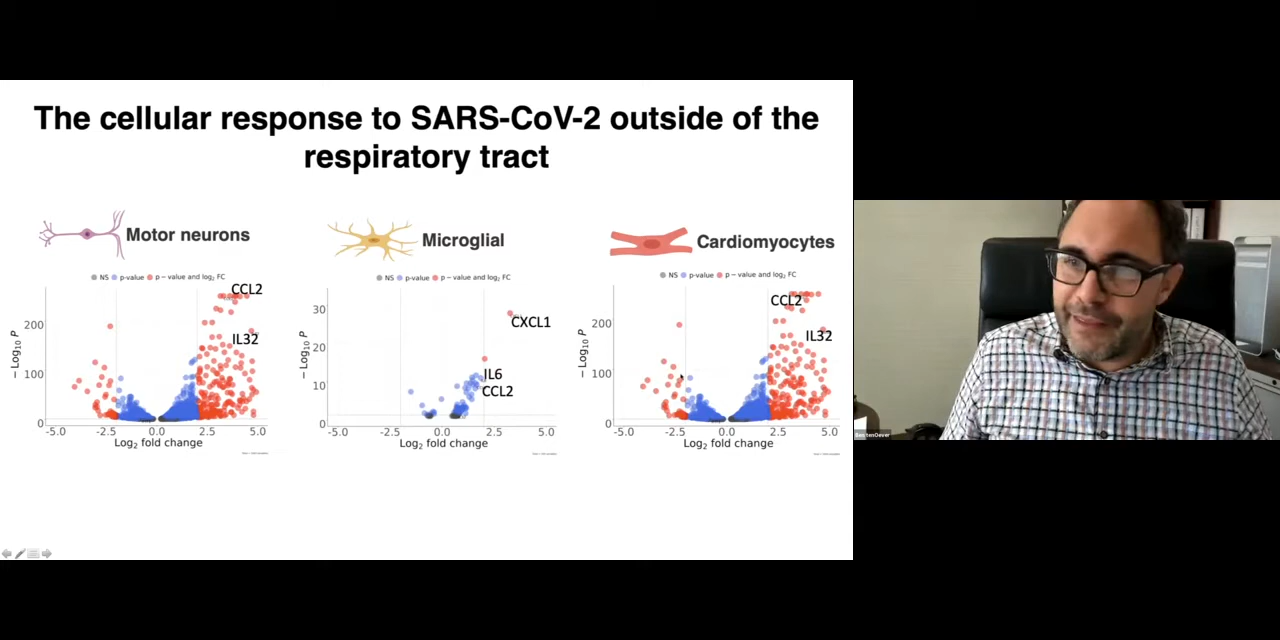 The cellular response to SARS-CoV-2 outside of the
respiratory tract
Motor neurons
NS p-value p − value and log2 FC
CCL2
IL32
200
100
0
− Log10 P
-5.0 -2.5 0.0 2.5 5.0
Log2 fold change
Microglial
NS p-value p − value and log2 FC
CXCL1
IL6
CCL2
30
20
10
0
− Log10 P
-5.0 -2.5 0.0 2.5 5.0
Log2 fold change
Cardiomyocytes
NS p-value p − value and log2 FC
CCL2
IL32
200
100
0
− Log10 P
-5.0 -2.5 0.0 2.5 5.0
Log2 fold change